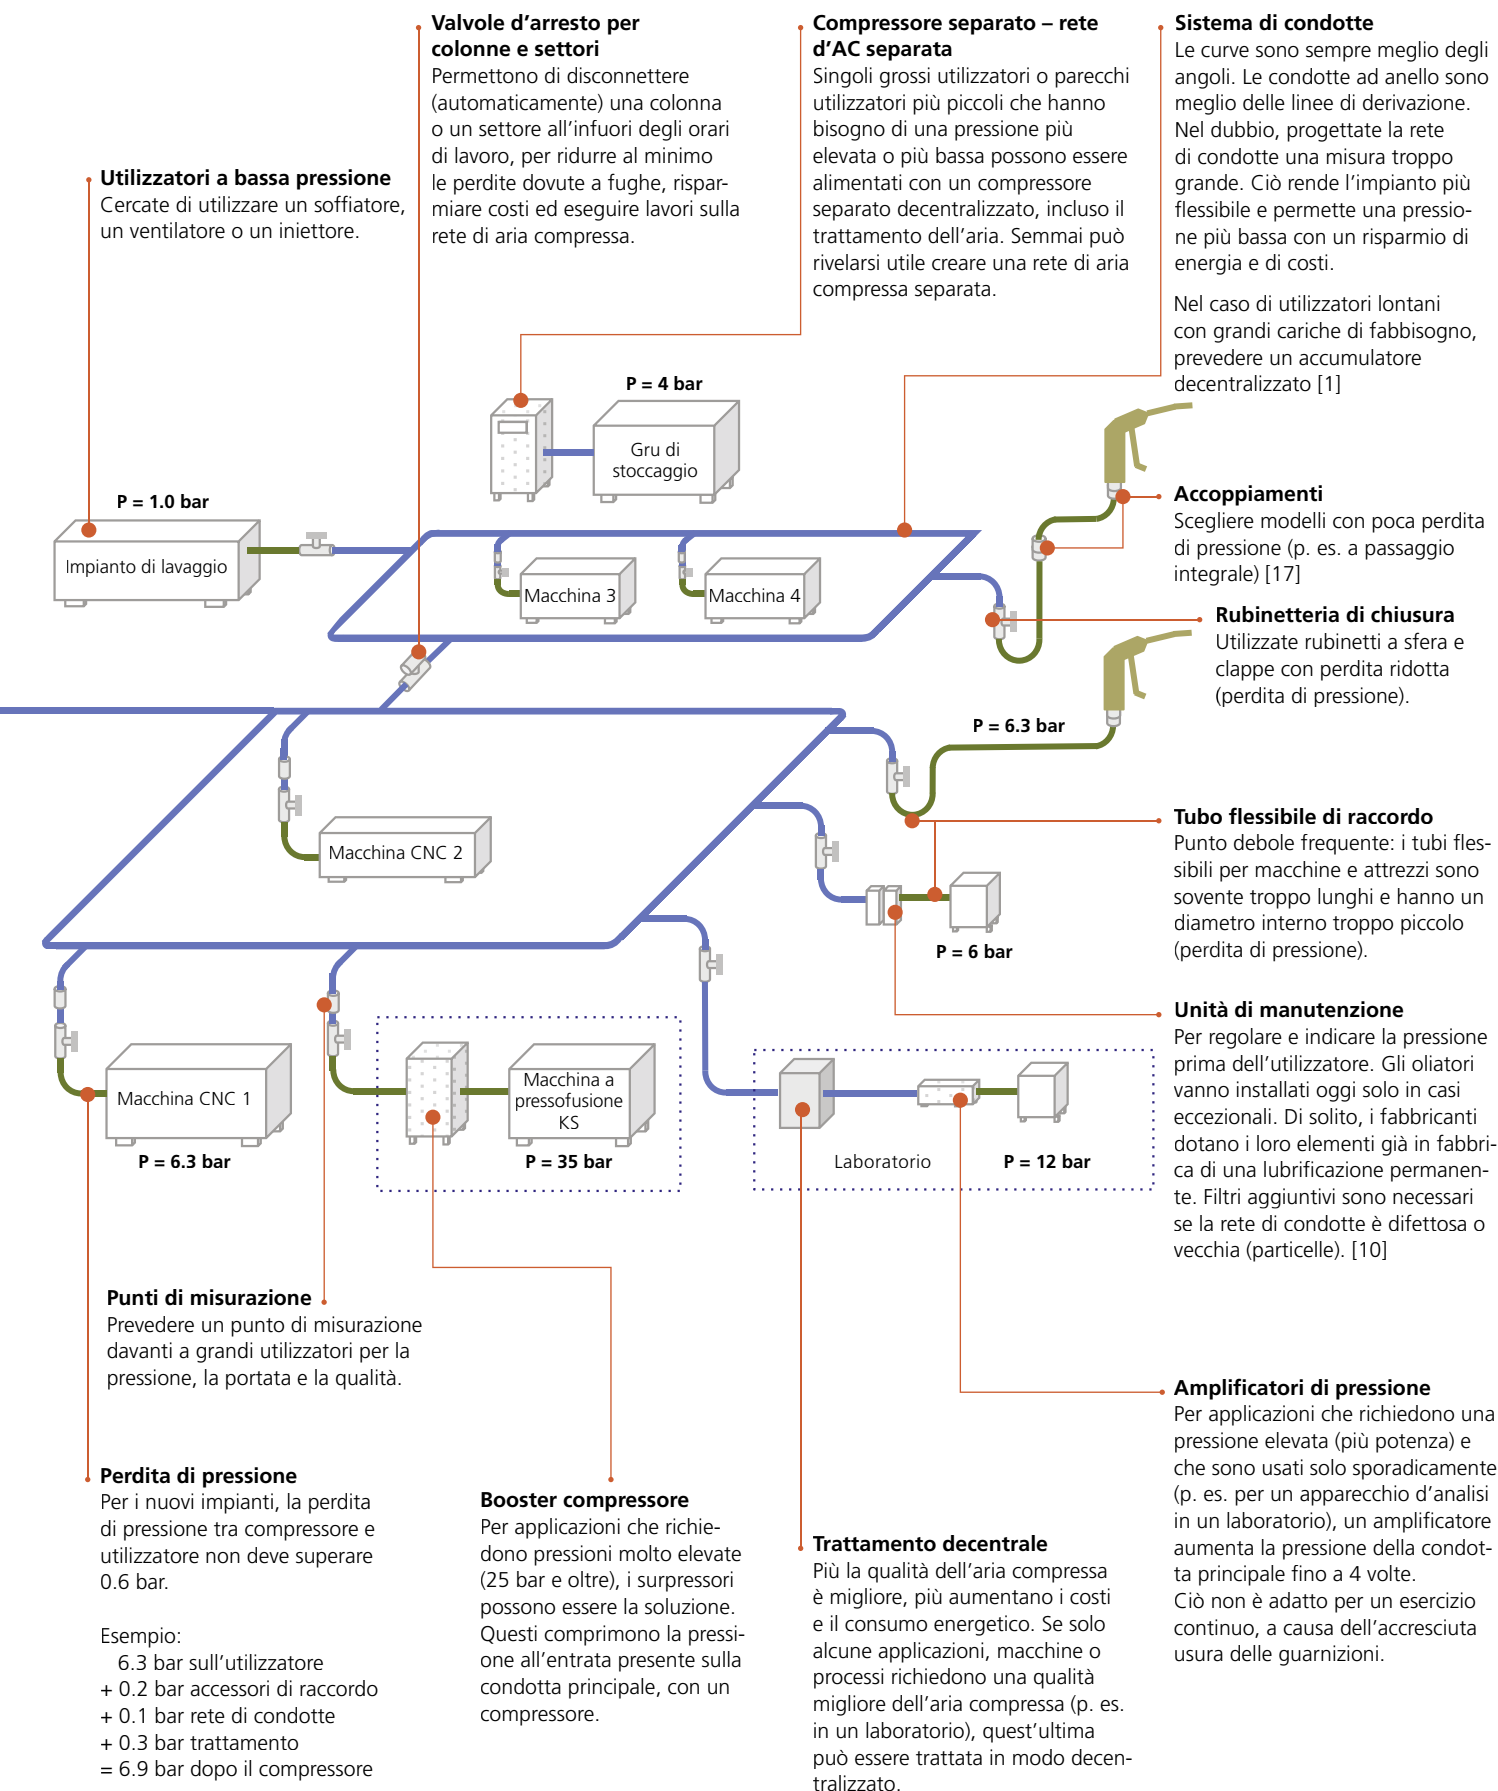 Valvole d'arresto per
colonne e settori
Permettono di disconnettere
(automaticamente) una colonna
o un settore all'infuori degli orari
di lavoro, per ridurre al minimo
le perdite dovute a fughe, rispar-
miare costi ed eseguire lavori sulla
rete di aria compressa.
Compressore separato – rete
d'AC separata
Singoli grossi utilizzatori o parecchi
utilizzatori più piccoli che hanno
bisogno di una pressione più
elevata o più bassa possono essere
alimentati con un compressore
separato decentralizzato, incluso il
trattamento dell'aria. Semmai può
rivelarsi utile creare una rete di aria
compressa separata.
Sistema di condotte
Le curve sono sempre meglio degli
angoli. Le condotte ad anello sono
meglio delle linee di derivazione.
Nel dubbio, progettate la rete
di condotte una misura troppo
grande. Ciò rende l'impianto più
flessibile e permette una pressio-
ne più bassa con un risparmio di
energia e di costi.
Nel caso di utilizzatori lontani
con grandi cariche di fabbisogno,
prevedere un accumulatore
decentralizzato [1]
Utilizzatori a bassa pressione
Cercate di utilizzare un soffiatore,
un ventilatore o un iniettore.
P = 4 bar
Gru di
stoccaggio
P = 1.0 bar
Impianto di lavaggio
Macchina 3
Macchina 4
Accoppiamenti
Scegliere modelli con poca perdita
di pressione (p. es. a passaggio
integrale) [17]
Rubinetteria di chiusura
Utilizzate rubinetti a sfera e
clappe con perdita ridotta
(perdita di pressione).
P = 6.3 bar
Macchina CNC 2
Tubo flessibile di raccordo
Punto debole frequente: i tubi fles-
sibili per macchine e attrezzi sono
sovente troppo lunghi e hanno un
diametro interno troppo piccolo
(perdita di pressione).
P = 6 bar
Unità di manutenzione
Per regolare e indicare la pressione
prima dell'utilizzatore. Gli oliatori
vanno installati oggi solo in casi
eccezionali. Di solito, i fabbricanti
dotano i loro elementi già in fabbri-
ca di una lubrificazione permanen-
te. Filtri aggiuntivi sono necessari
se la rete di condotte è difettosa o
vecchia (particelle). [10]
Macchina CNC 1
P = 6.3 bar
Macchina a
pressofusione
KS
P = 35 bar
Laboratorio
P = 12 bar
Punti di misurazione
Prevedere un punto di misurazione
davanti a grandi utilizzatori per la
pressione, la portata e la qualità.
Perdita di pressione
Per i nuovi impianti, la perdita
di pressione tra compressore e
utilizzatore non deve superare
0.6 bar.
Esempio:
6.3 bar sull'utilizzatore
+ 0.2 bar accessori di raccordo
+ 0.1 bar rete di condotte
+ 0.3 bar trattamento
= 6.9 bar dopo il compressore
Booster compressore
Per applicazioni che richie-
dono pressioni molto elevate
(25 bar e oltre), i surpressori
possono essere la soluzione.
Questi comprimono la pressi-
one all'entrata presente sulla
condotta principale, con un
compressore.
Trattamento decentrale
Più la qualità dell'aria compressa
è migliore, più aumentano i costi
e il consumo energetico. Se solo
alcune applicazioni, macchine o
processi richiedono una qualità
migliore dell'aria compressa (p. es.
in un laboratorio), quest'ultima
può essere trattata in modo decen-
tralizzato.
Amplificatori di pressione
Per applicazioni che richiedono una
pressione elevata (più potenza) e
che sono usati solo sporadicamente
(p. es. per un apparecchio d'analisi
in un laboratorio), un amplificatore
aumenta la pressione della condot-
ta principale fino a 4 volte.
Ciò non è adatto per un esercizio
continuo, a causa dell'accresciuta
usura delle guarnizioni.